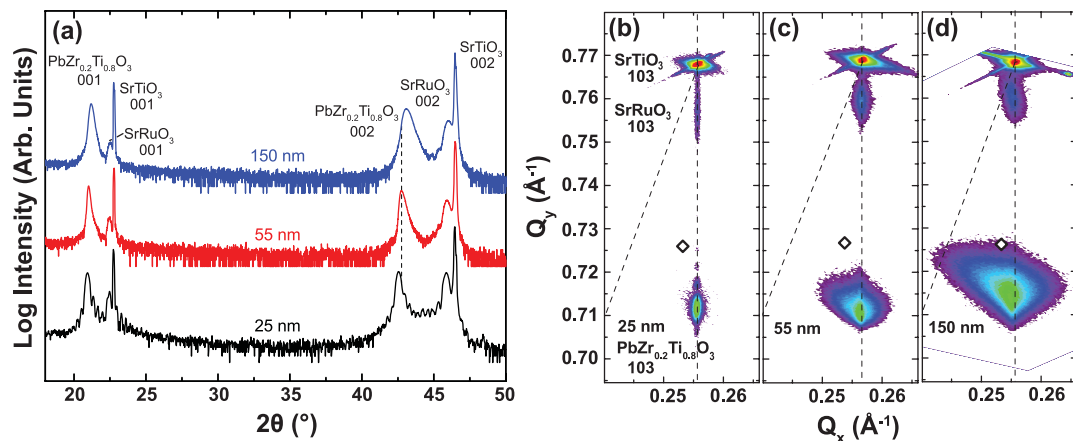 (a)
PbZr0.2Ti0.8O3
001
SrTiO3
001
SrRuO3
001
PbZr0.2Ti0.8O3
002
SrRuO3
002
SrTiO3
002
150 nm
55 nm
25 nm
Log Intensity (Arb. Units)
20 25 30 35 40 45 50
2θ (°)
(b)
(c)
(d)
SrTiO3
103
SrRuO3
103
25 nm
PbZr0.2Ti0.8O3
103
55 nm
150 nm
0.77
0.76
0.75
0.74
0.73
0.72
0.71
0.70
Qy (Å-1)
0.25 0.26 0.25 0.26 0.25 0.26
Qx (Å-1)